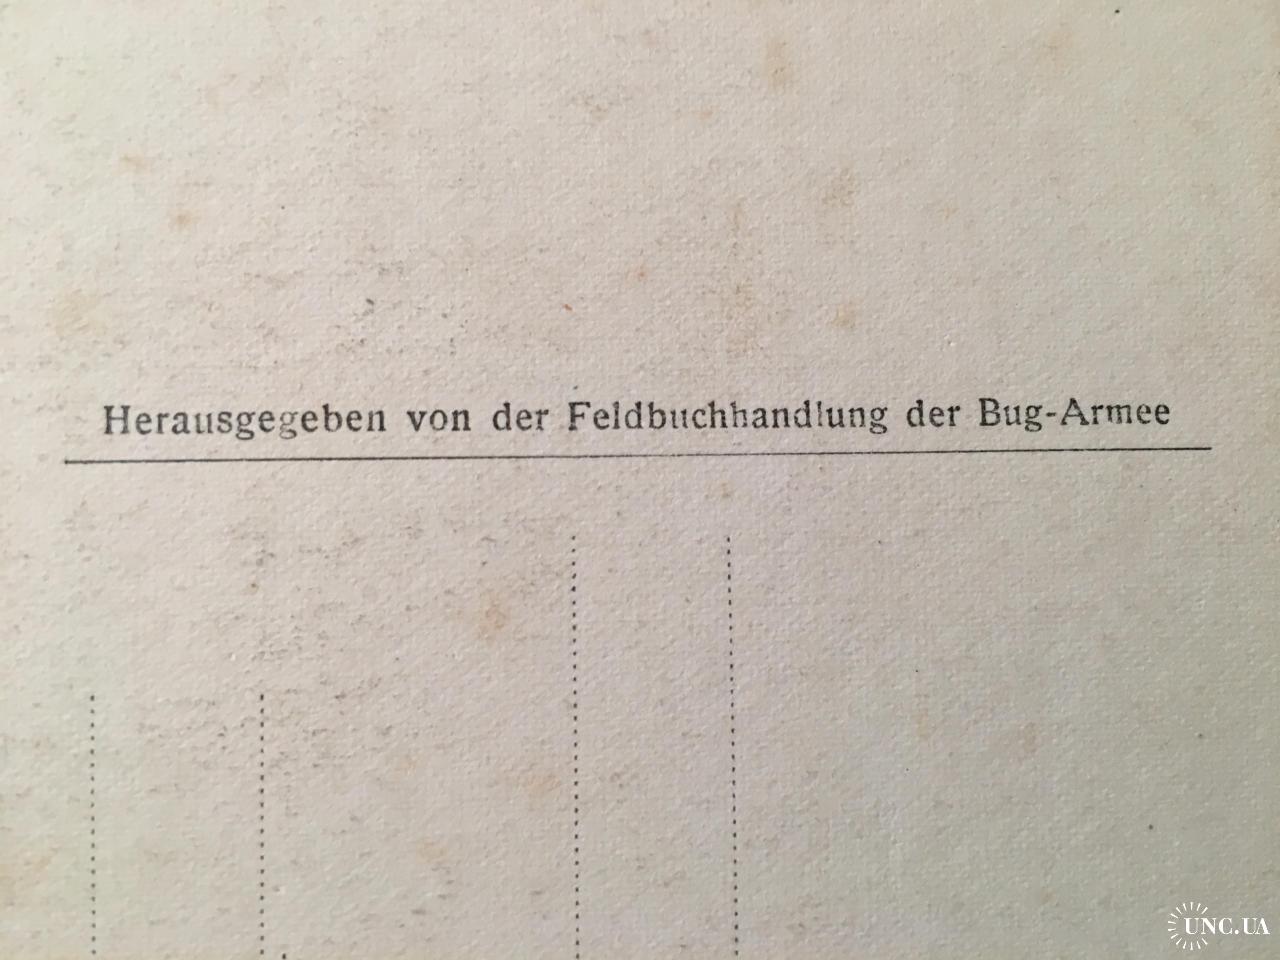 Herausgegeben von der Feldbuchhandlung der Bug-Armee
UNC.UA